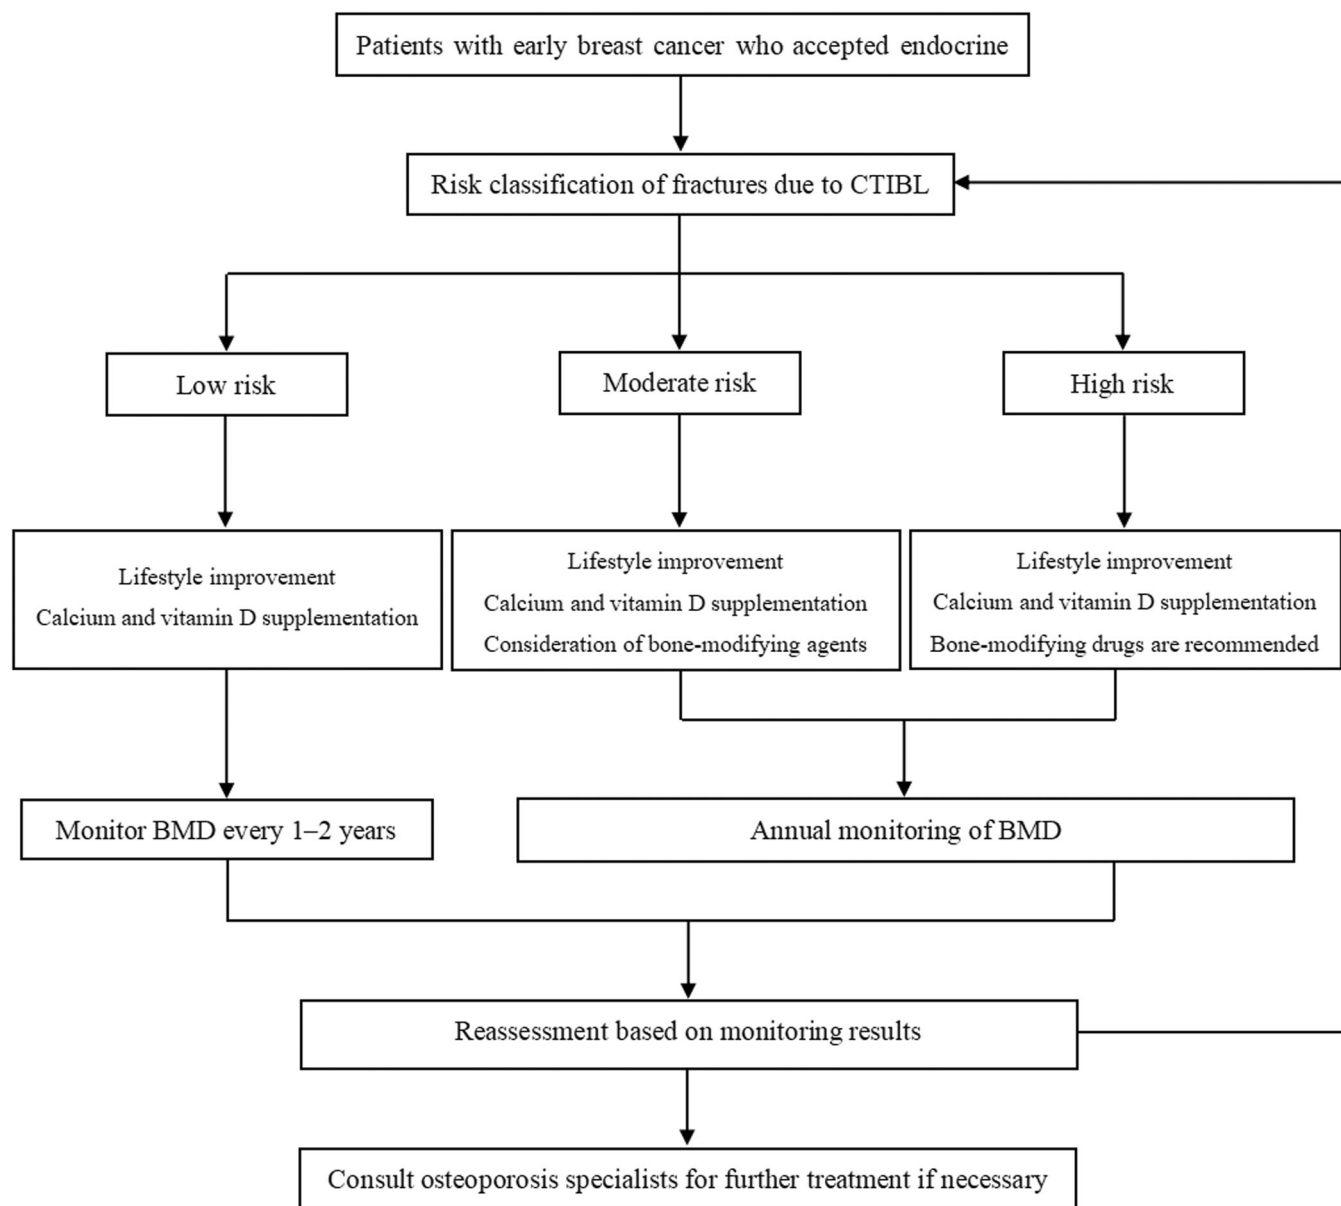 Patients with early breast cancer who accepted endocrine
Risk classification of fractures due to CTIBL
Low risk
Moderate risk
High risk
Lifestyle improvement
Calcium and vitamin D supplementation
Lifestyle improvement
Calcium and vitamin D supplementation
Consideration of bone-modifying agents
Lifestyle improvement
Calcium and vitamin D supplementation
Bone-modifying drugs are recommended
Monitor BMD every 1–2 years
Annual monitoring of BMD
Reassessment based on monitoring results
Consult osteoporosis specialists for further treatment if necessary